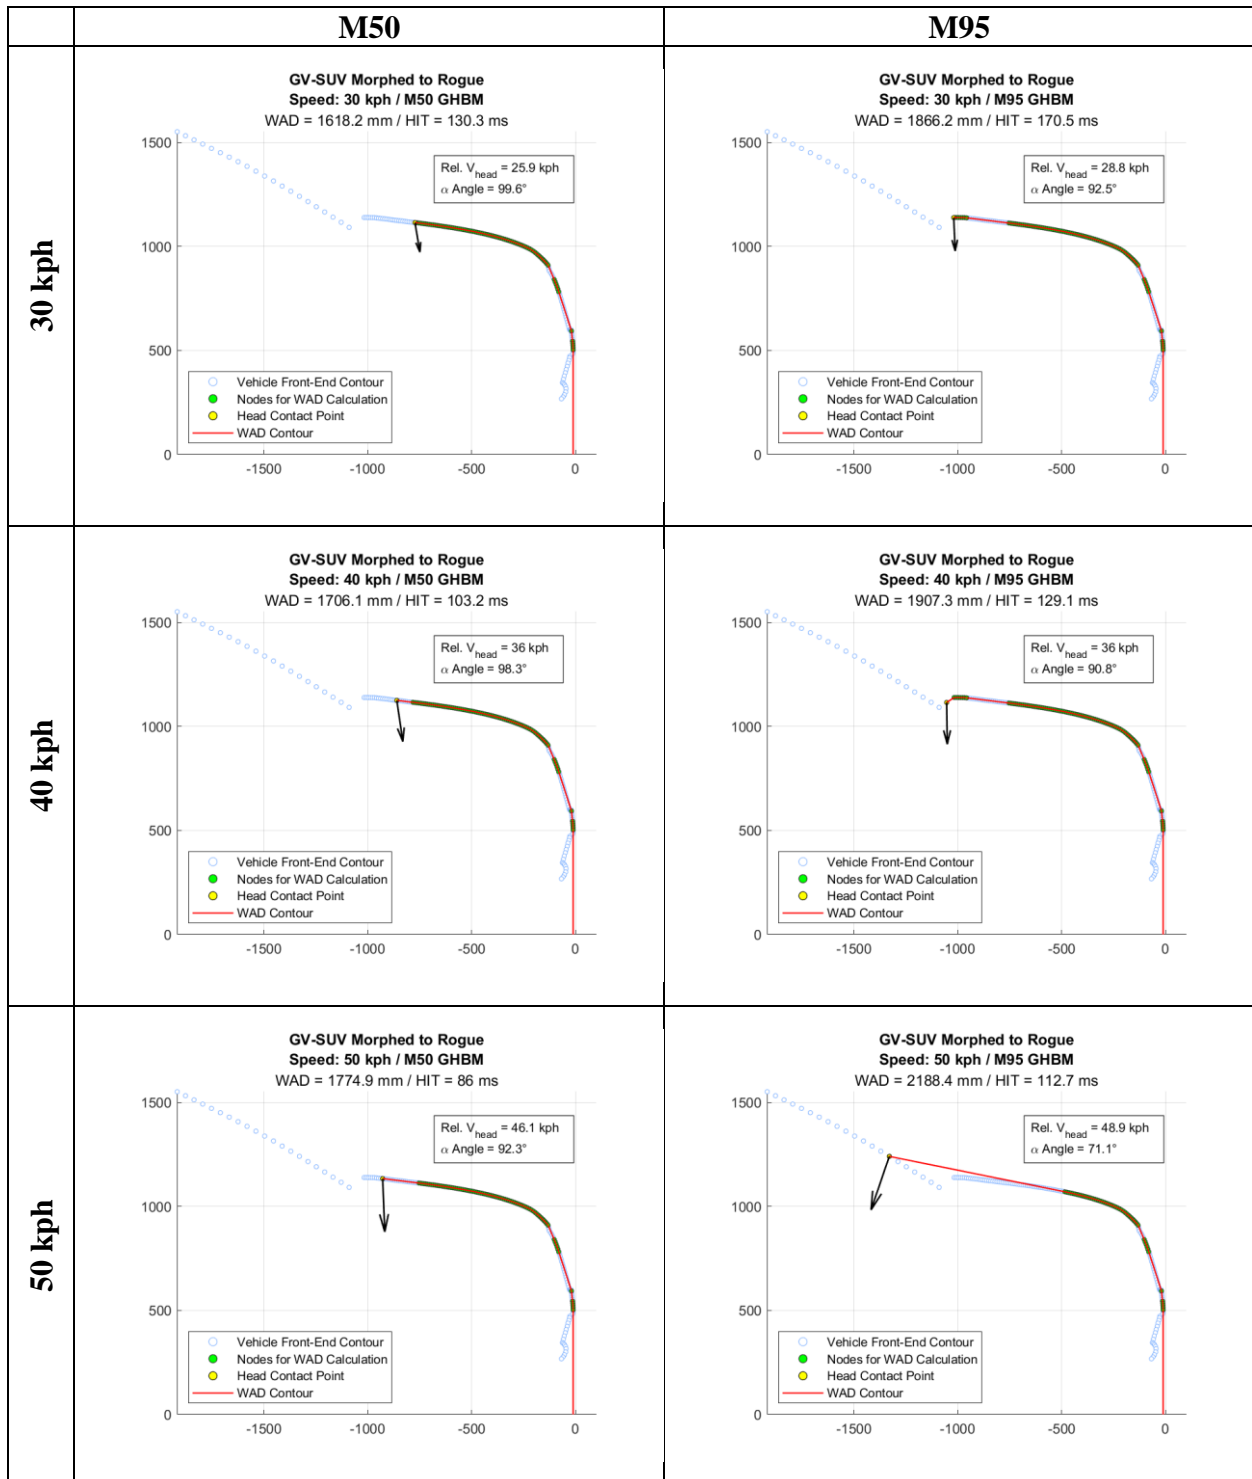 M50
M95
30 kph
GV-SUV Morphed to Rogue
Speed: 30 kph / M50 GHBM
WAD = 1618.2 mm / HIT = 130.3 ms
1500
1000
500
0
-1500
-1000
-500
0
Rel. V_head = 25.9 kph
α Angle = 99.6°
Vehicle Front-End Contour
Nodes for WAD Calculation
Head Contact Point
WAD Contour
GV-SUV Morphed to Rogue
Speed: 30 kph / M95 GHBM
WAD = 1866.2 mm / HIT = 170.5 ms
1500
1000
500
0
-1500
-1000
-500
0
Rel. V_head = 28.8 kph
α Angle = 92.5°
Vehicle Front-End Contour
Nodes for WAD Calculation
Head Contact Point
WAD Contour
40 kph
GV-SUV Morphed to Rogue
Speed: 40 kph / M50 GHBM
WAD = 1706.1 mm / HIT = 103.2 ms
1500
1000
500
0
-1500
-1000
-500
0
Rel. V_head = 36 kph
α Angle = 98.3°
Vehicle Front-End Contour
Nodes for WAD Calculation
Head Contact Point
WAD Contour
GV-SUV Morphed to Rogue
Speed: 40 kph / M95 GHBM
WAD = 1907.3 mm / HIT = 129.1 ms
1500
1000
500
0
-1500
-1000
-500
0
Rel. V_head = 36 kph
α Angle = 90.8°
Vehicle Front-End Contour
Nodes for WAD Calculation
Head Contact Point
WAD Contour
50 kph
GV-SUV Morphed to Rogue
Speed: 50 kph / M50 GHBM
WAD = 1774.9 mm / HIT = 86 ms
1500
1000
500
0
-1500
-1000
-500
0
Rel. V_head = 46.1 kph
α Angle = 92.3°
Vehicle Front-End Contour
Nodes for WAD Calculation
Head Contact Point
WAD Contour
GV-SUV Morphed to Rogue
Speed: 50 kph / M95 GHBM
WAD = 2188.4 mm / HIT = 112.7 ms
1500
1000
500
0
-1500
-1000
-500
0
Rel. V_head = 48.9 kph
α Angle = 71.1°
Vehicle Front-End Contour
Nodes for WAD Calculation
Head Contact Point
WAD Contour